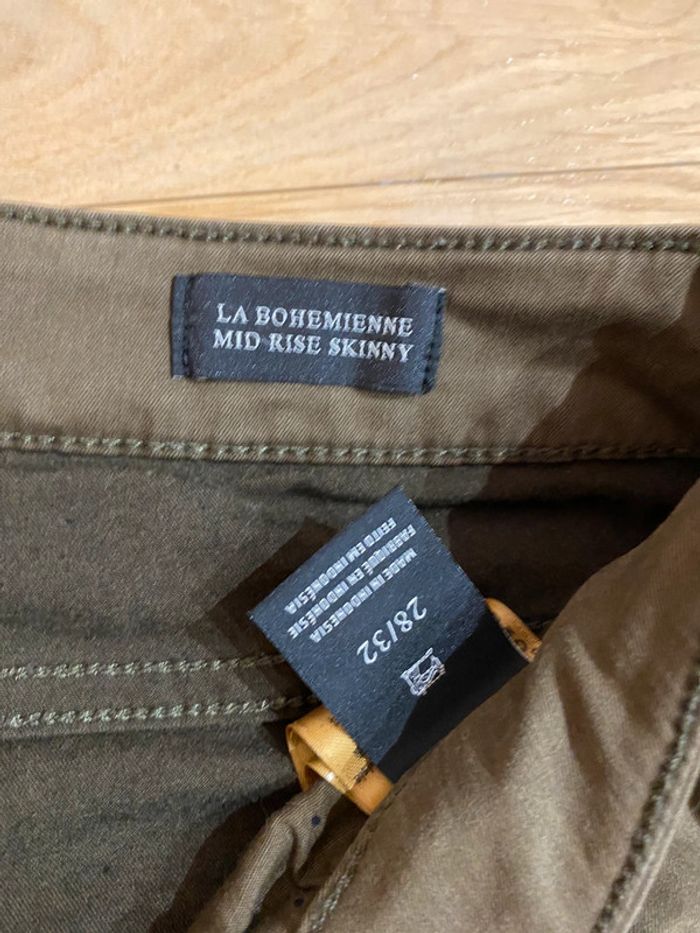 LA BOHEMIENNE
MID RISE SKINNY
28/32
MADE IN INDONESIA
FABRIQUÉ EN INDONÉSIE
FEITO EM INDONÉSIA